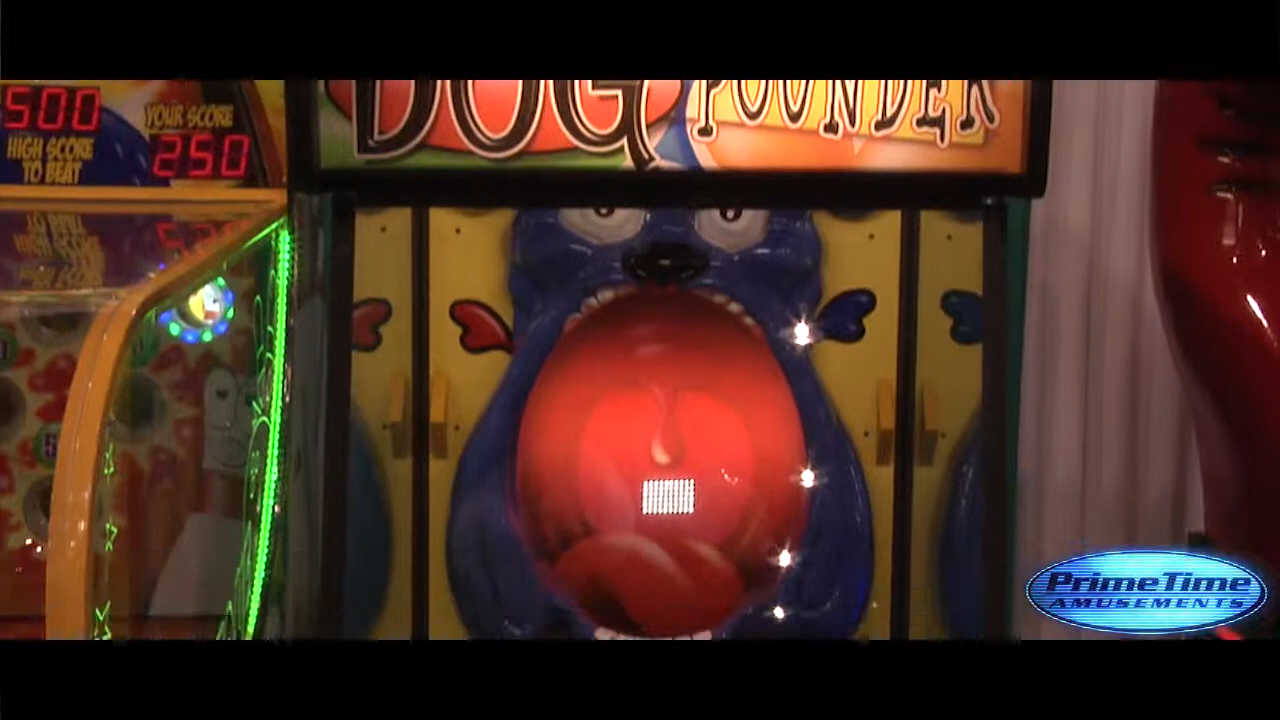 DOG POUNDER
500
HIGH SCORE
TO BEAT
YOUR SCORE
250
PrimeTime
AMUSEMENTS